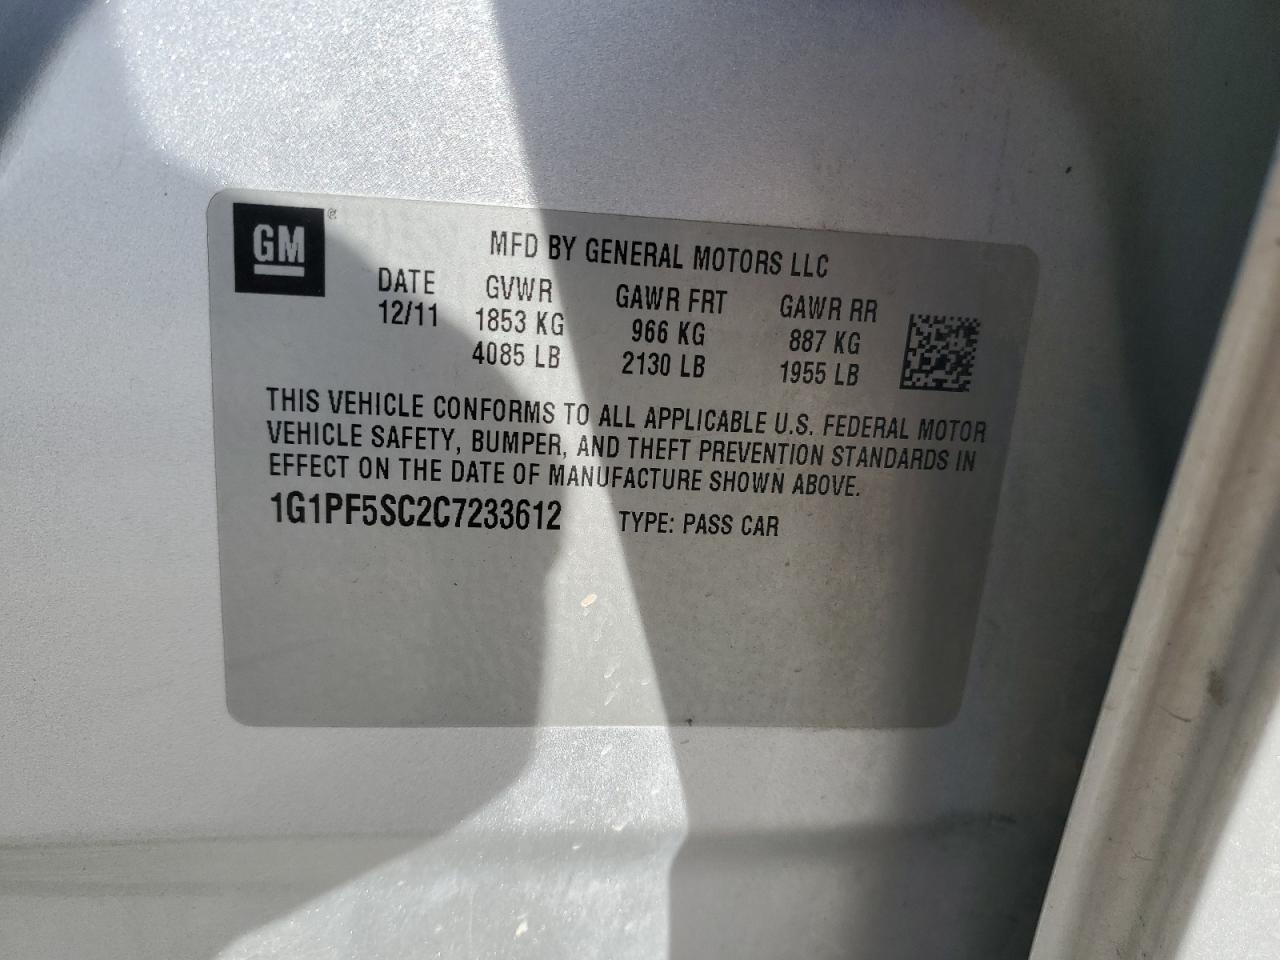 GM ®
MFD BY GENERAL MOTORS LLC
DATE GVWR GAWR FRT GAWR RR
12/11 1853 KG 966 KG 887 KG
4085 LB 2130 LB 1955 LB
THIS VEHICLE CONFORMS TO ALL APPLICABLE U.S. FEDERAL MOTOR
VEHICLE SAFETY, BUMPER, AND THEFT PREVENTION STANDARDS IN
EFFECT ON THE DATE OF MANUFACTURE SHOWN ABOVE.
1G1PF5SC2C7233612 TYPE: PASS CAR